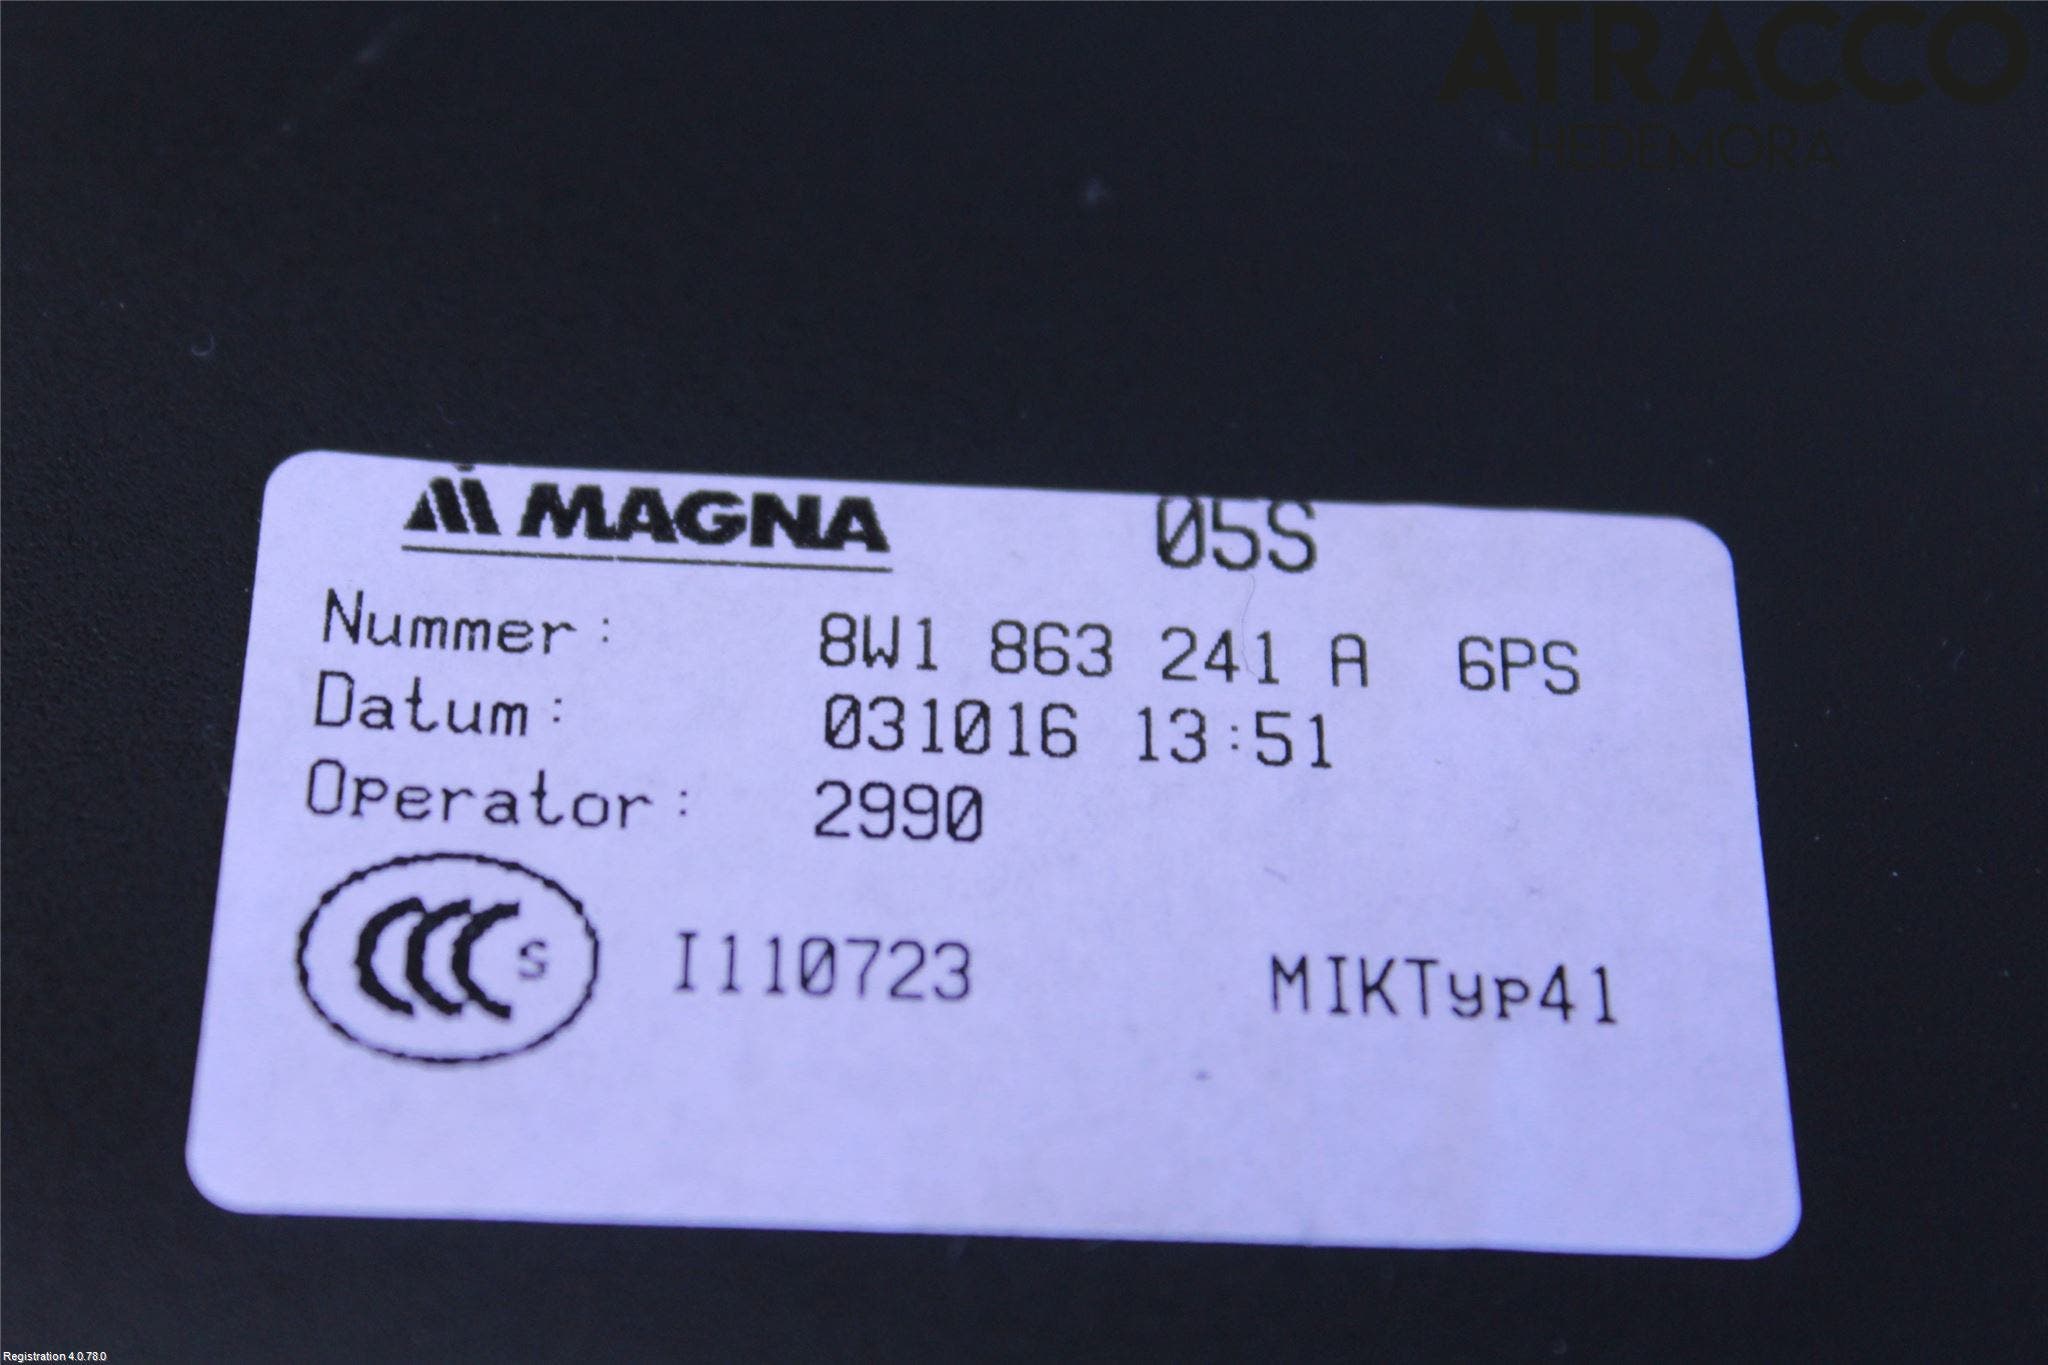 ATRACCO
HEDEMORA
MAGNA 05S
Nummer: 8W1 863 241 A 6PS
Datum: 031016 13:51
Operator: 2990
CCC S I110723 MIKTyp41
Registration 4.0.78.0